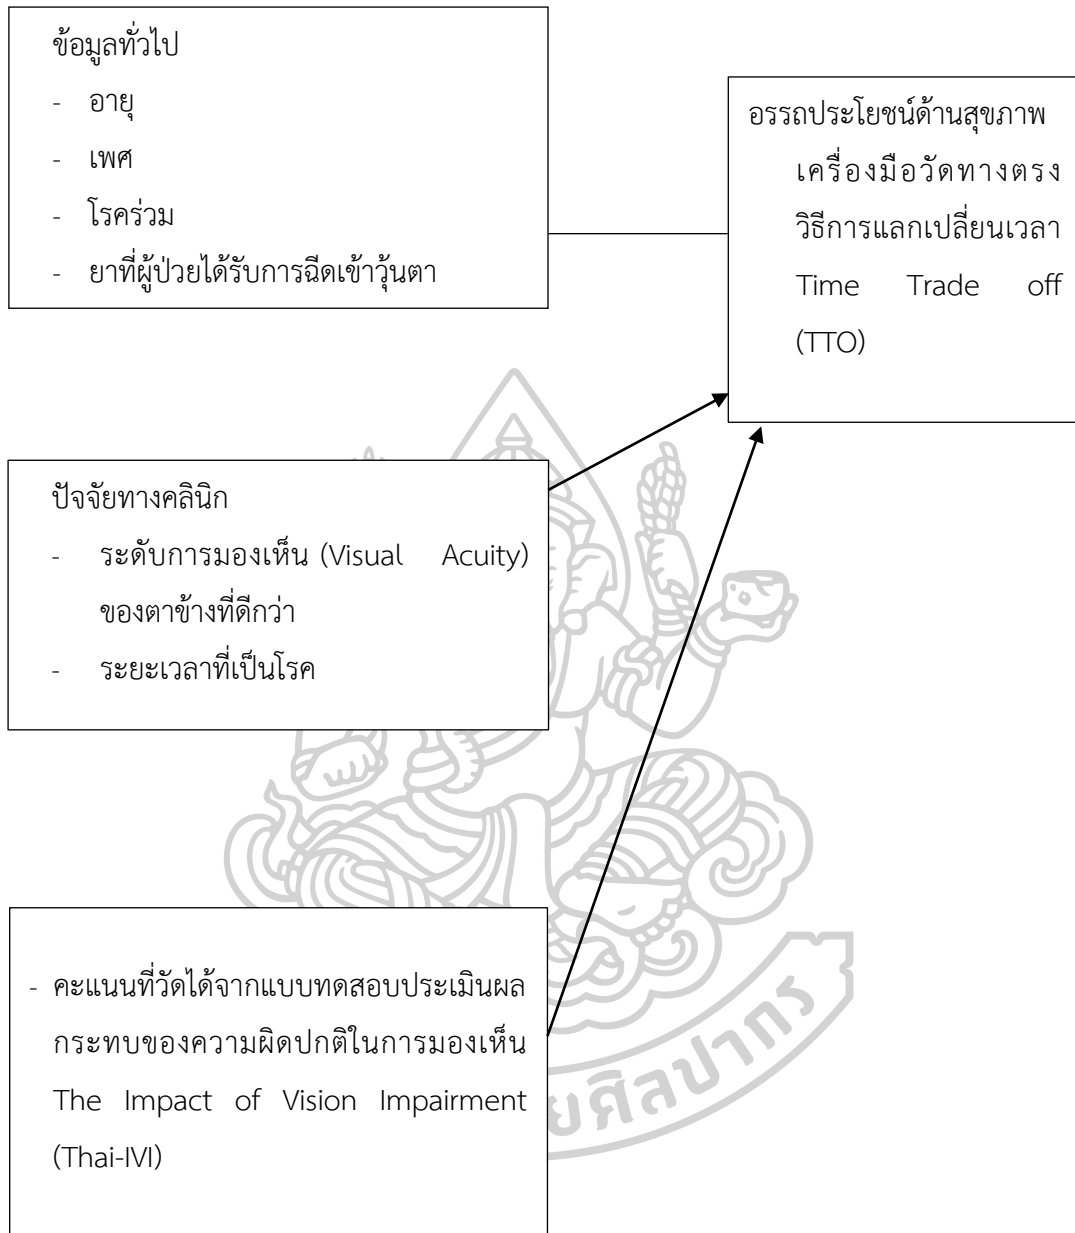 ข้อมูลทั่วไป
- อายุ
- เพศ
- โรคร่วม
- ยาที่ผู้ป่วยได้รับการฉีดเข้าวุ้นตา
อรรถประโยชน์ด้านสุขภาพ
เครื่องมือวัดทางตรง
วิธีการแลกเปลี่ยนเวลา
Time Trade off
(TTO)
ปัจจัยทางคลินิก
- ระดับการมองเห็น (Visual Acuity)
ของตาข้างที่ดีกว่า
- ระยะเวลาที่เป็นโรค
- คะแนนที่วัดได้จากแบบทดสอบประเมินผล
กระทบของความผิดปกติในการมองเห็น
The Impact of Vision Impairment
(Thai-IVI)
ยศิลปากร